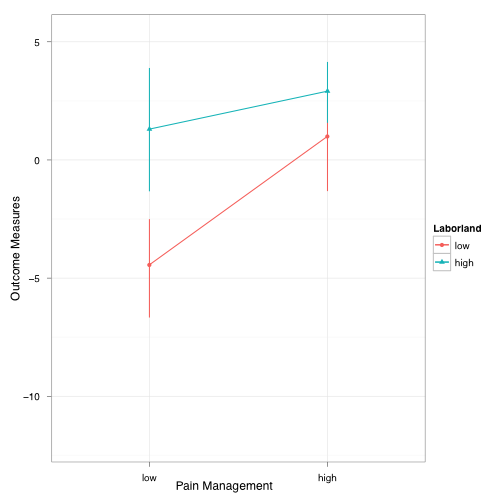 5
0
−5
−10
Outcome Measures
low
high
Pain Management
Laborland
low
high